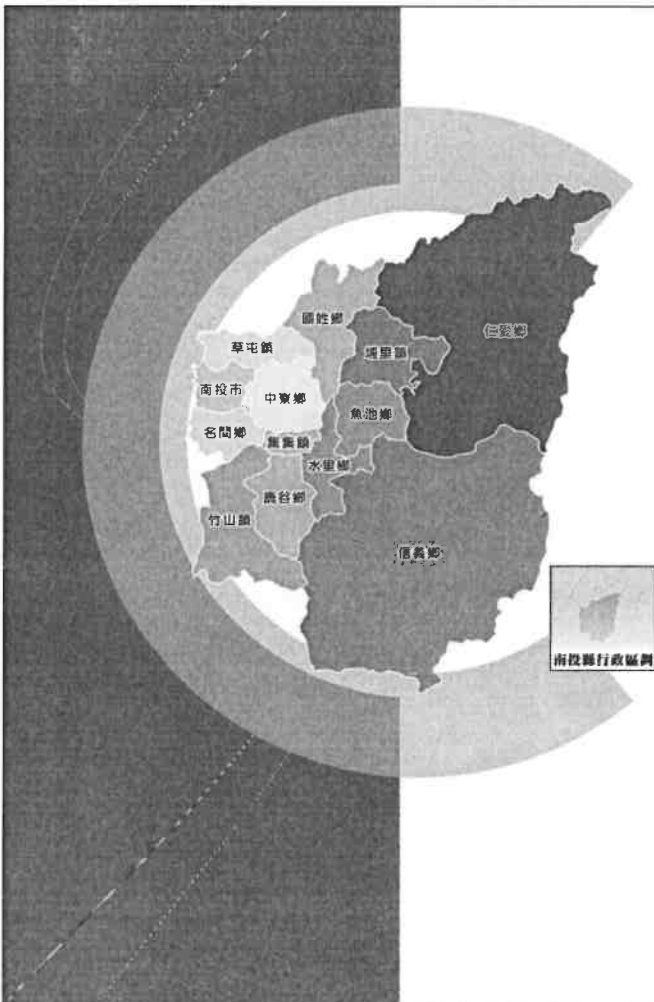 國姓鄉
仁愛鄉
草屯鎮
埔里鎮
南投市
中寮鄉
魚池鄉
名間鄉
集集鎮
水里鄉
鹿谷鄉
竹山鎮
信義鄉
南投縣行政區劃